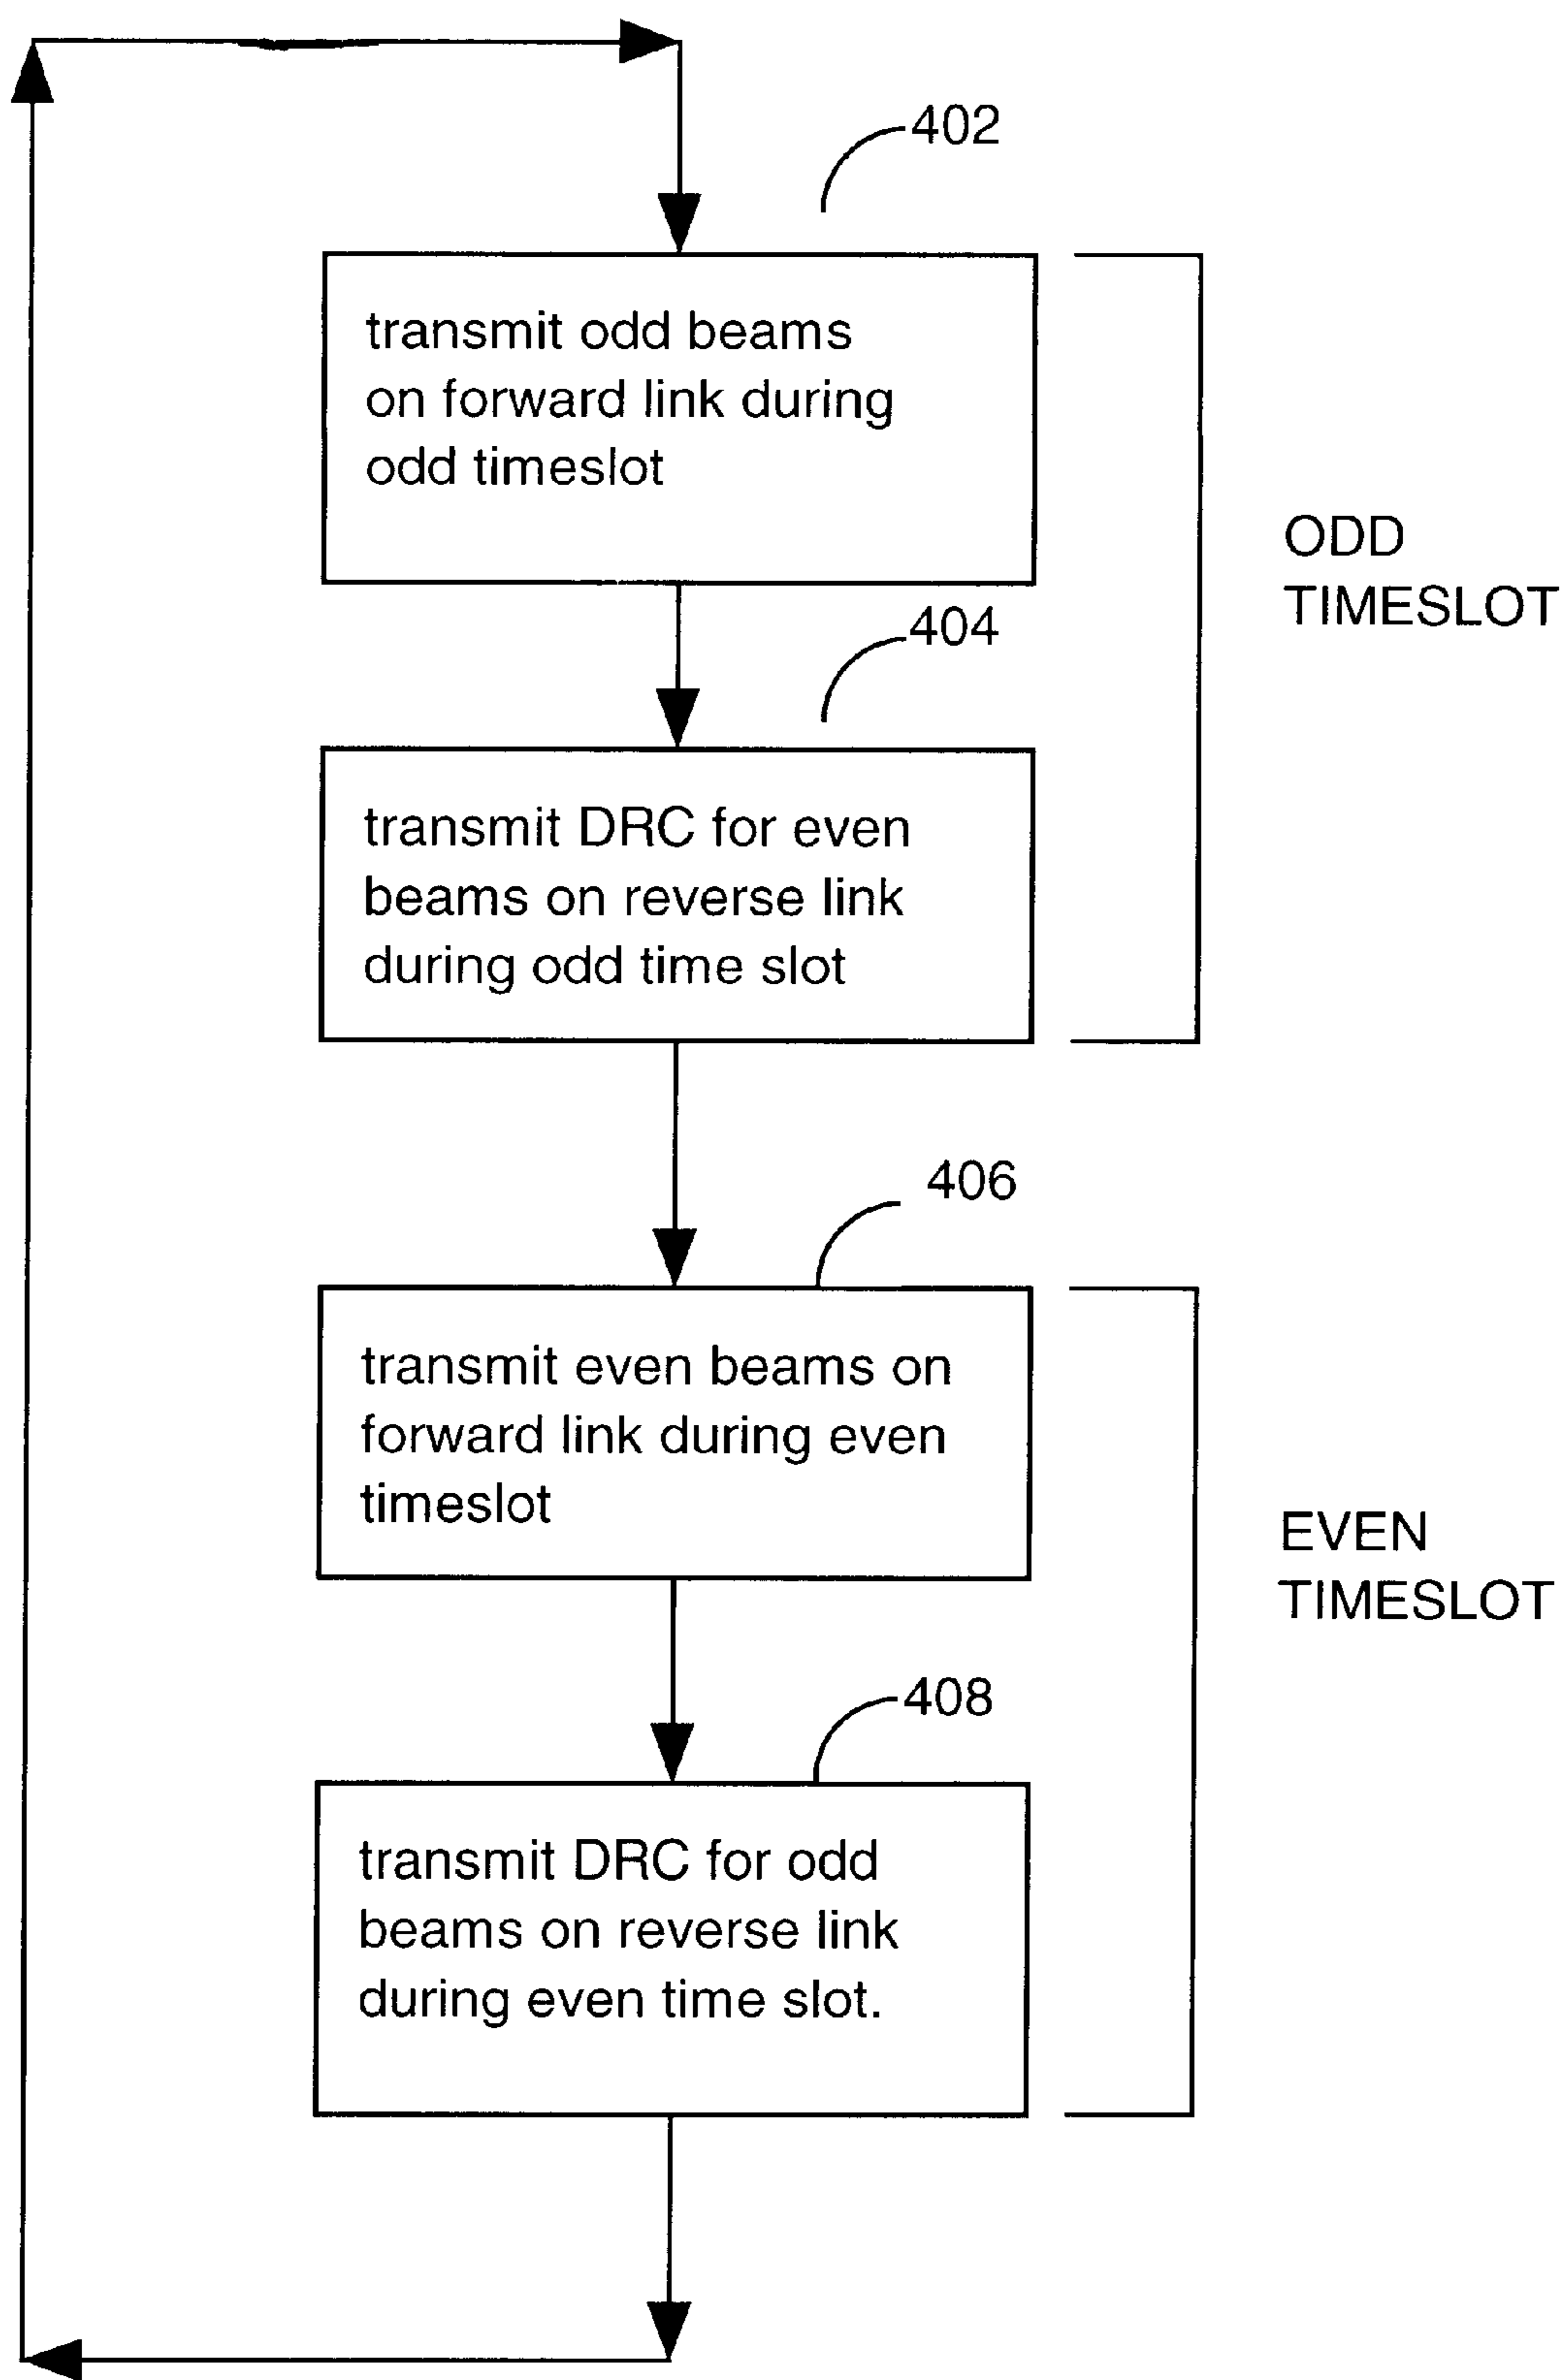 402
transmit odd beams
on forward link during
odd timeslot
ODD
TIMESLOT
404
transmit DRC for even
beams on reverse link
during odd time slot
406
transmit even beams on
forward link during even
timeslot
EVEN
TIMESLOT
408
transmit DRC for odd
beams on reverse link
during even time slot.